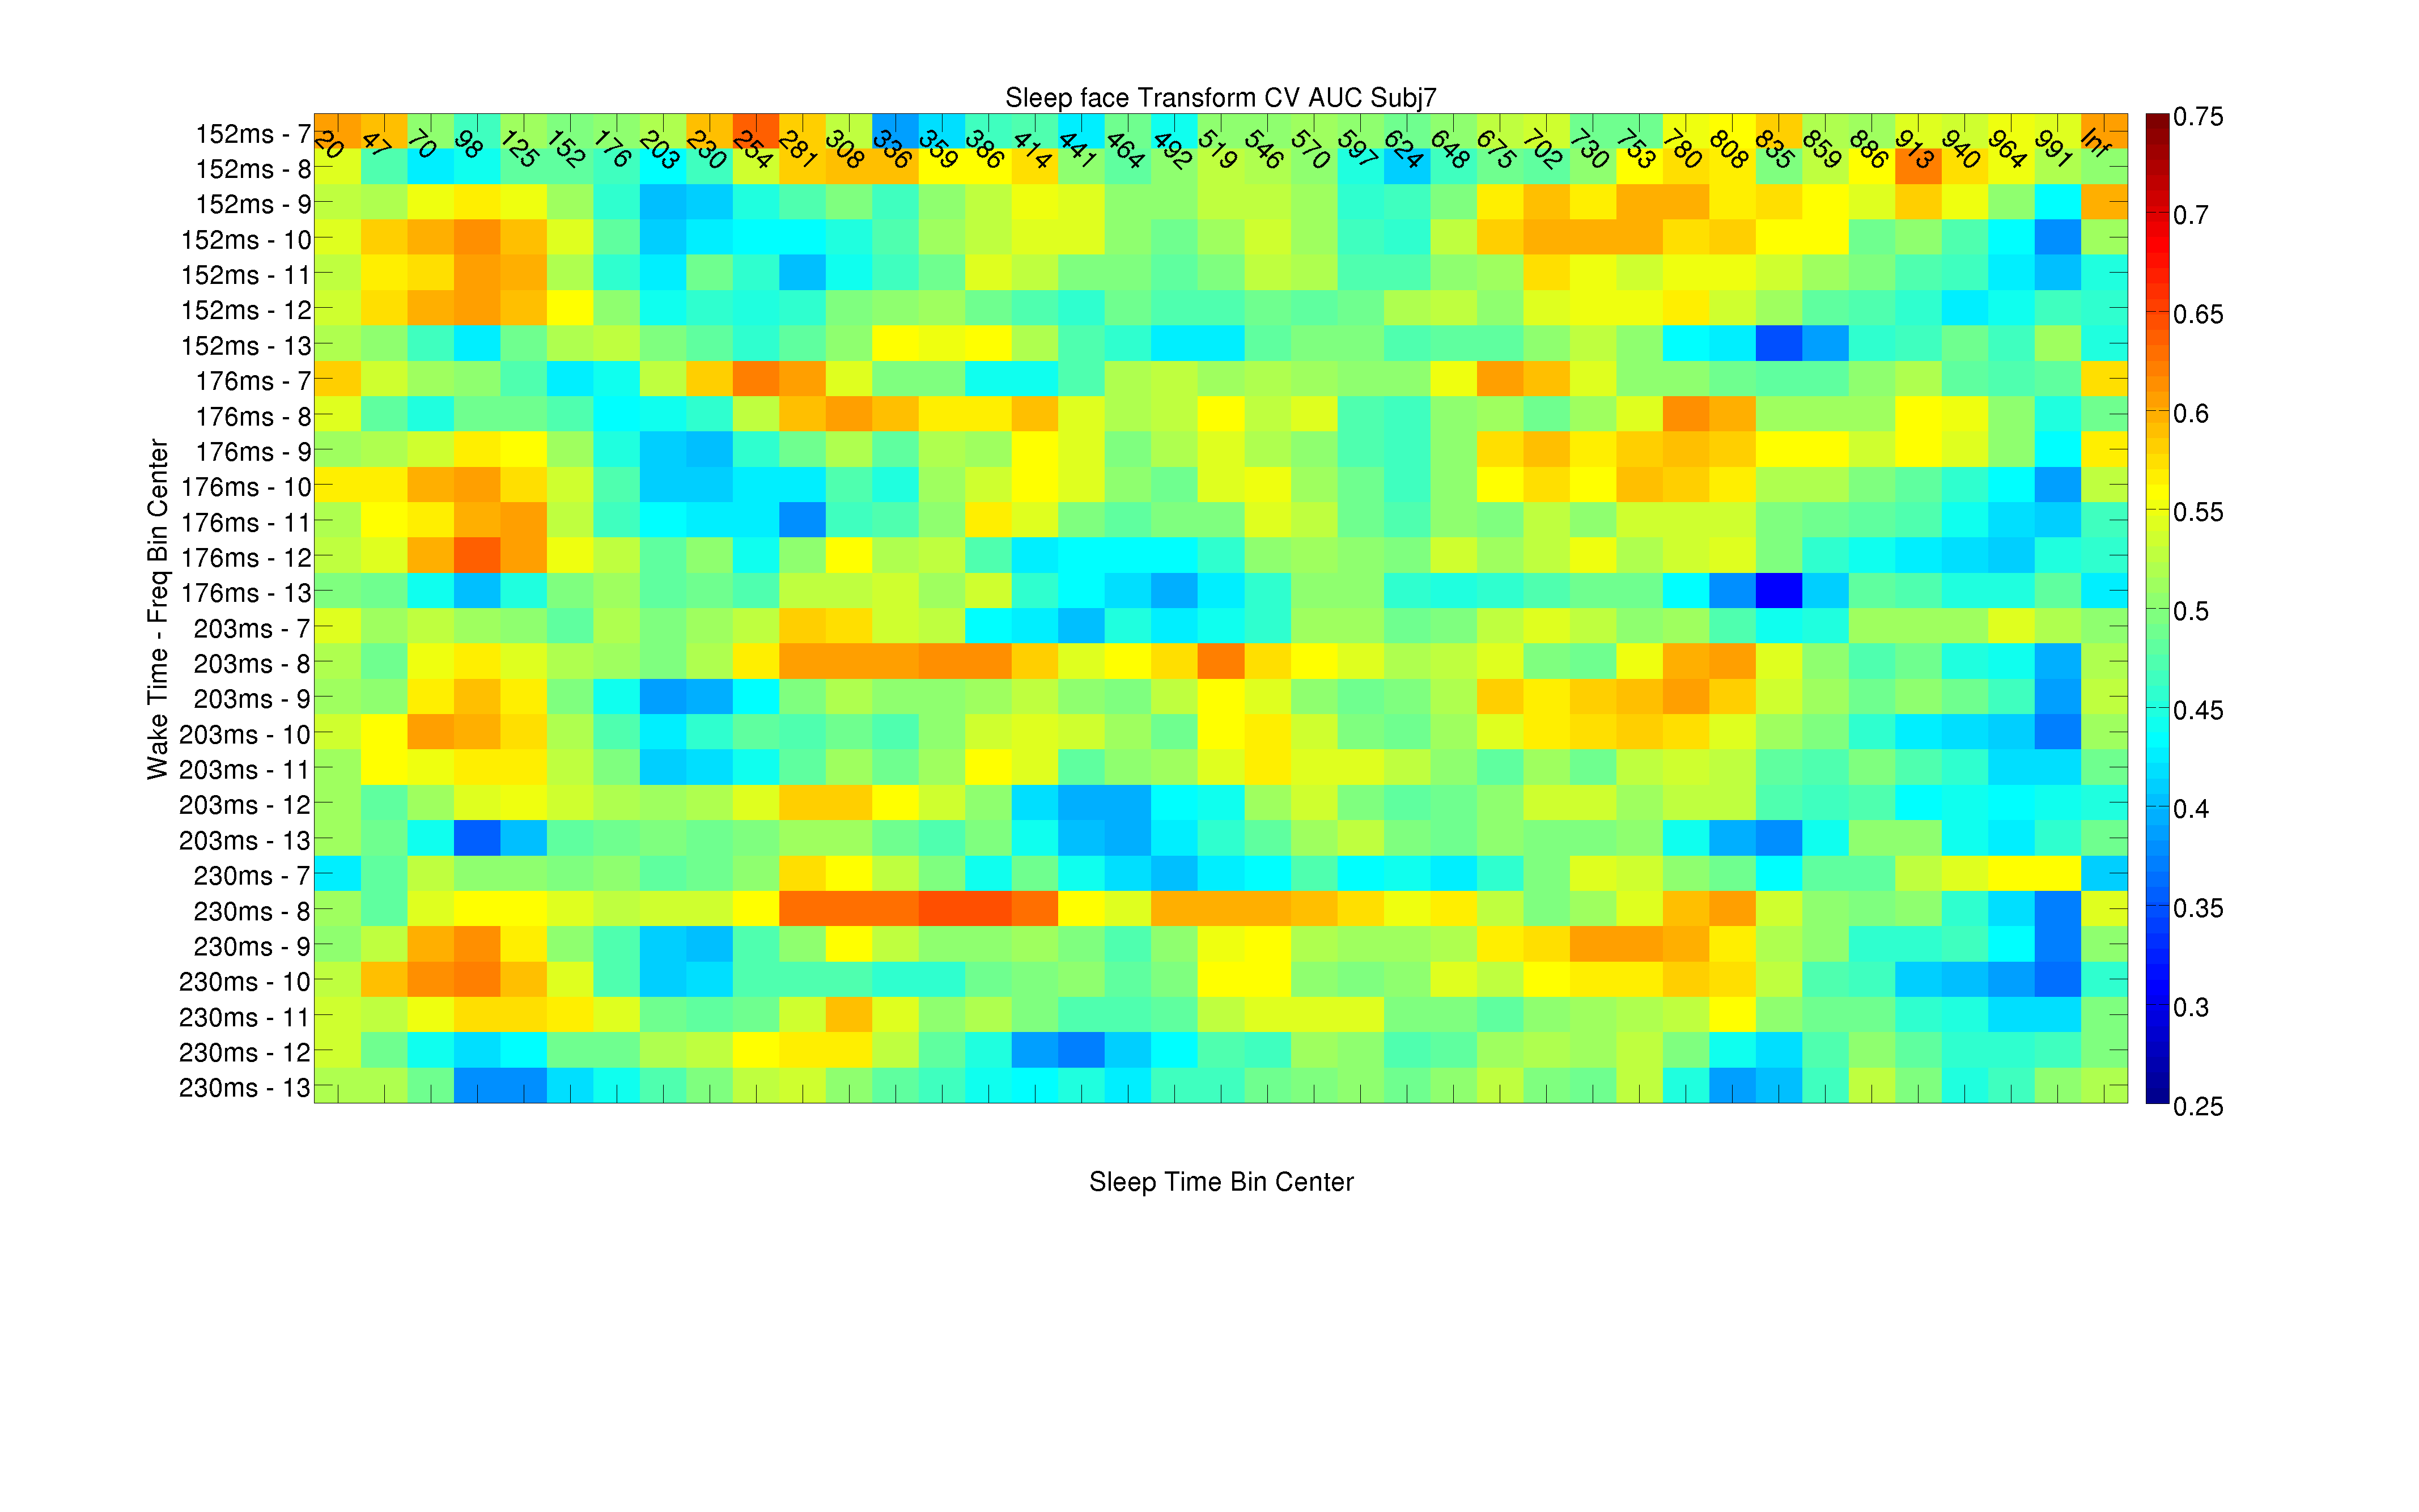 Sleep face Transform CV AUC Subj7
20 47 70 98 125 152 176 203 230 254 281 308 336 359 386 414 441 464 492 519 546 570 597 624 648 675 702 730 753 780 808 835 859 886 913 940 964 991 Inf
152ms - 7
152ms - 8
152ms - 9
152ms - 10
152ms - 11
152ms - 12
152ms - 13
176ms - 7
176ms - 8
176ms - 9
176ms - 10
176ms - 11
176ms - 12
176ms - 13
203ms - 7
203ms - 8
203ms - 9
203ms - 10
203ms - 11
203ms - 12
203ms - 13
230ms - 7
230ms - 8
230ms - 9
230ms - 10
230ms - 11
230ms - 12
230ms - 13
Wake Time - Freq Bin Center
Sleep Time Bin Center
0.75
0.7
0.65
0.6
0.55
0.5
0.45
0.4
0.35
0.3
0.25